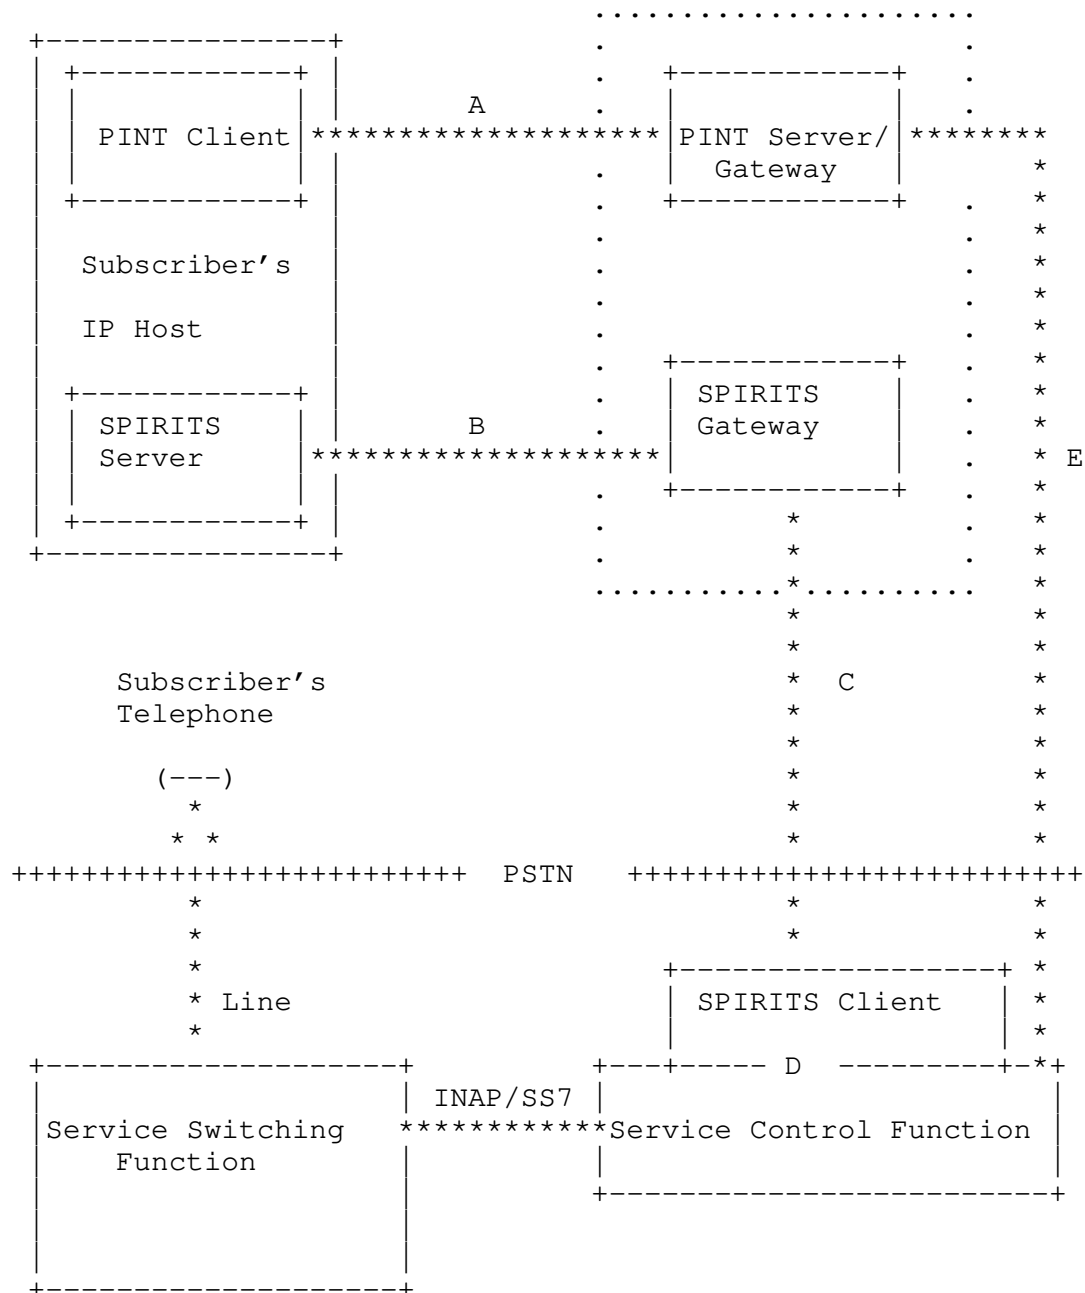 A
PINT Client
PINT Server/
Gateway
Subscriber's
IP Host
SPIRITS
Server
B
SPIRITS
Gateway
E
Subscriber's
Telephone
C
(---)
PSTN
Line
SPIRITS Client
D
INAP/SS7
Service Switching
Function
Service Control Function